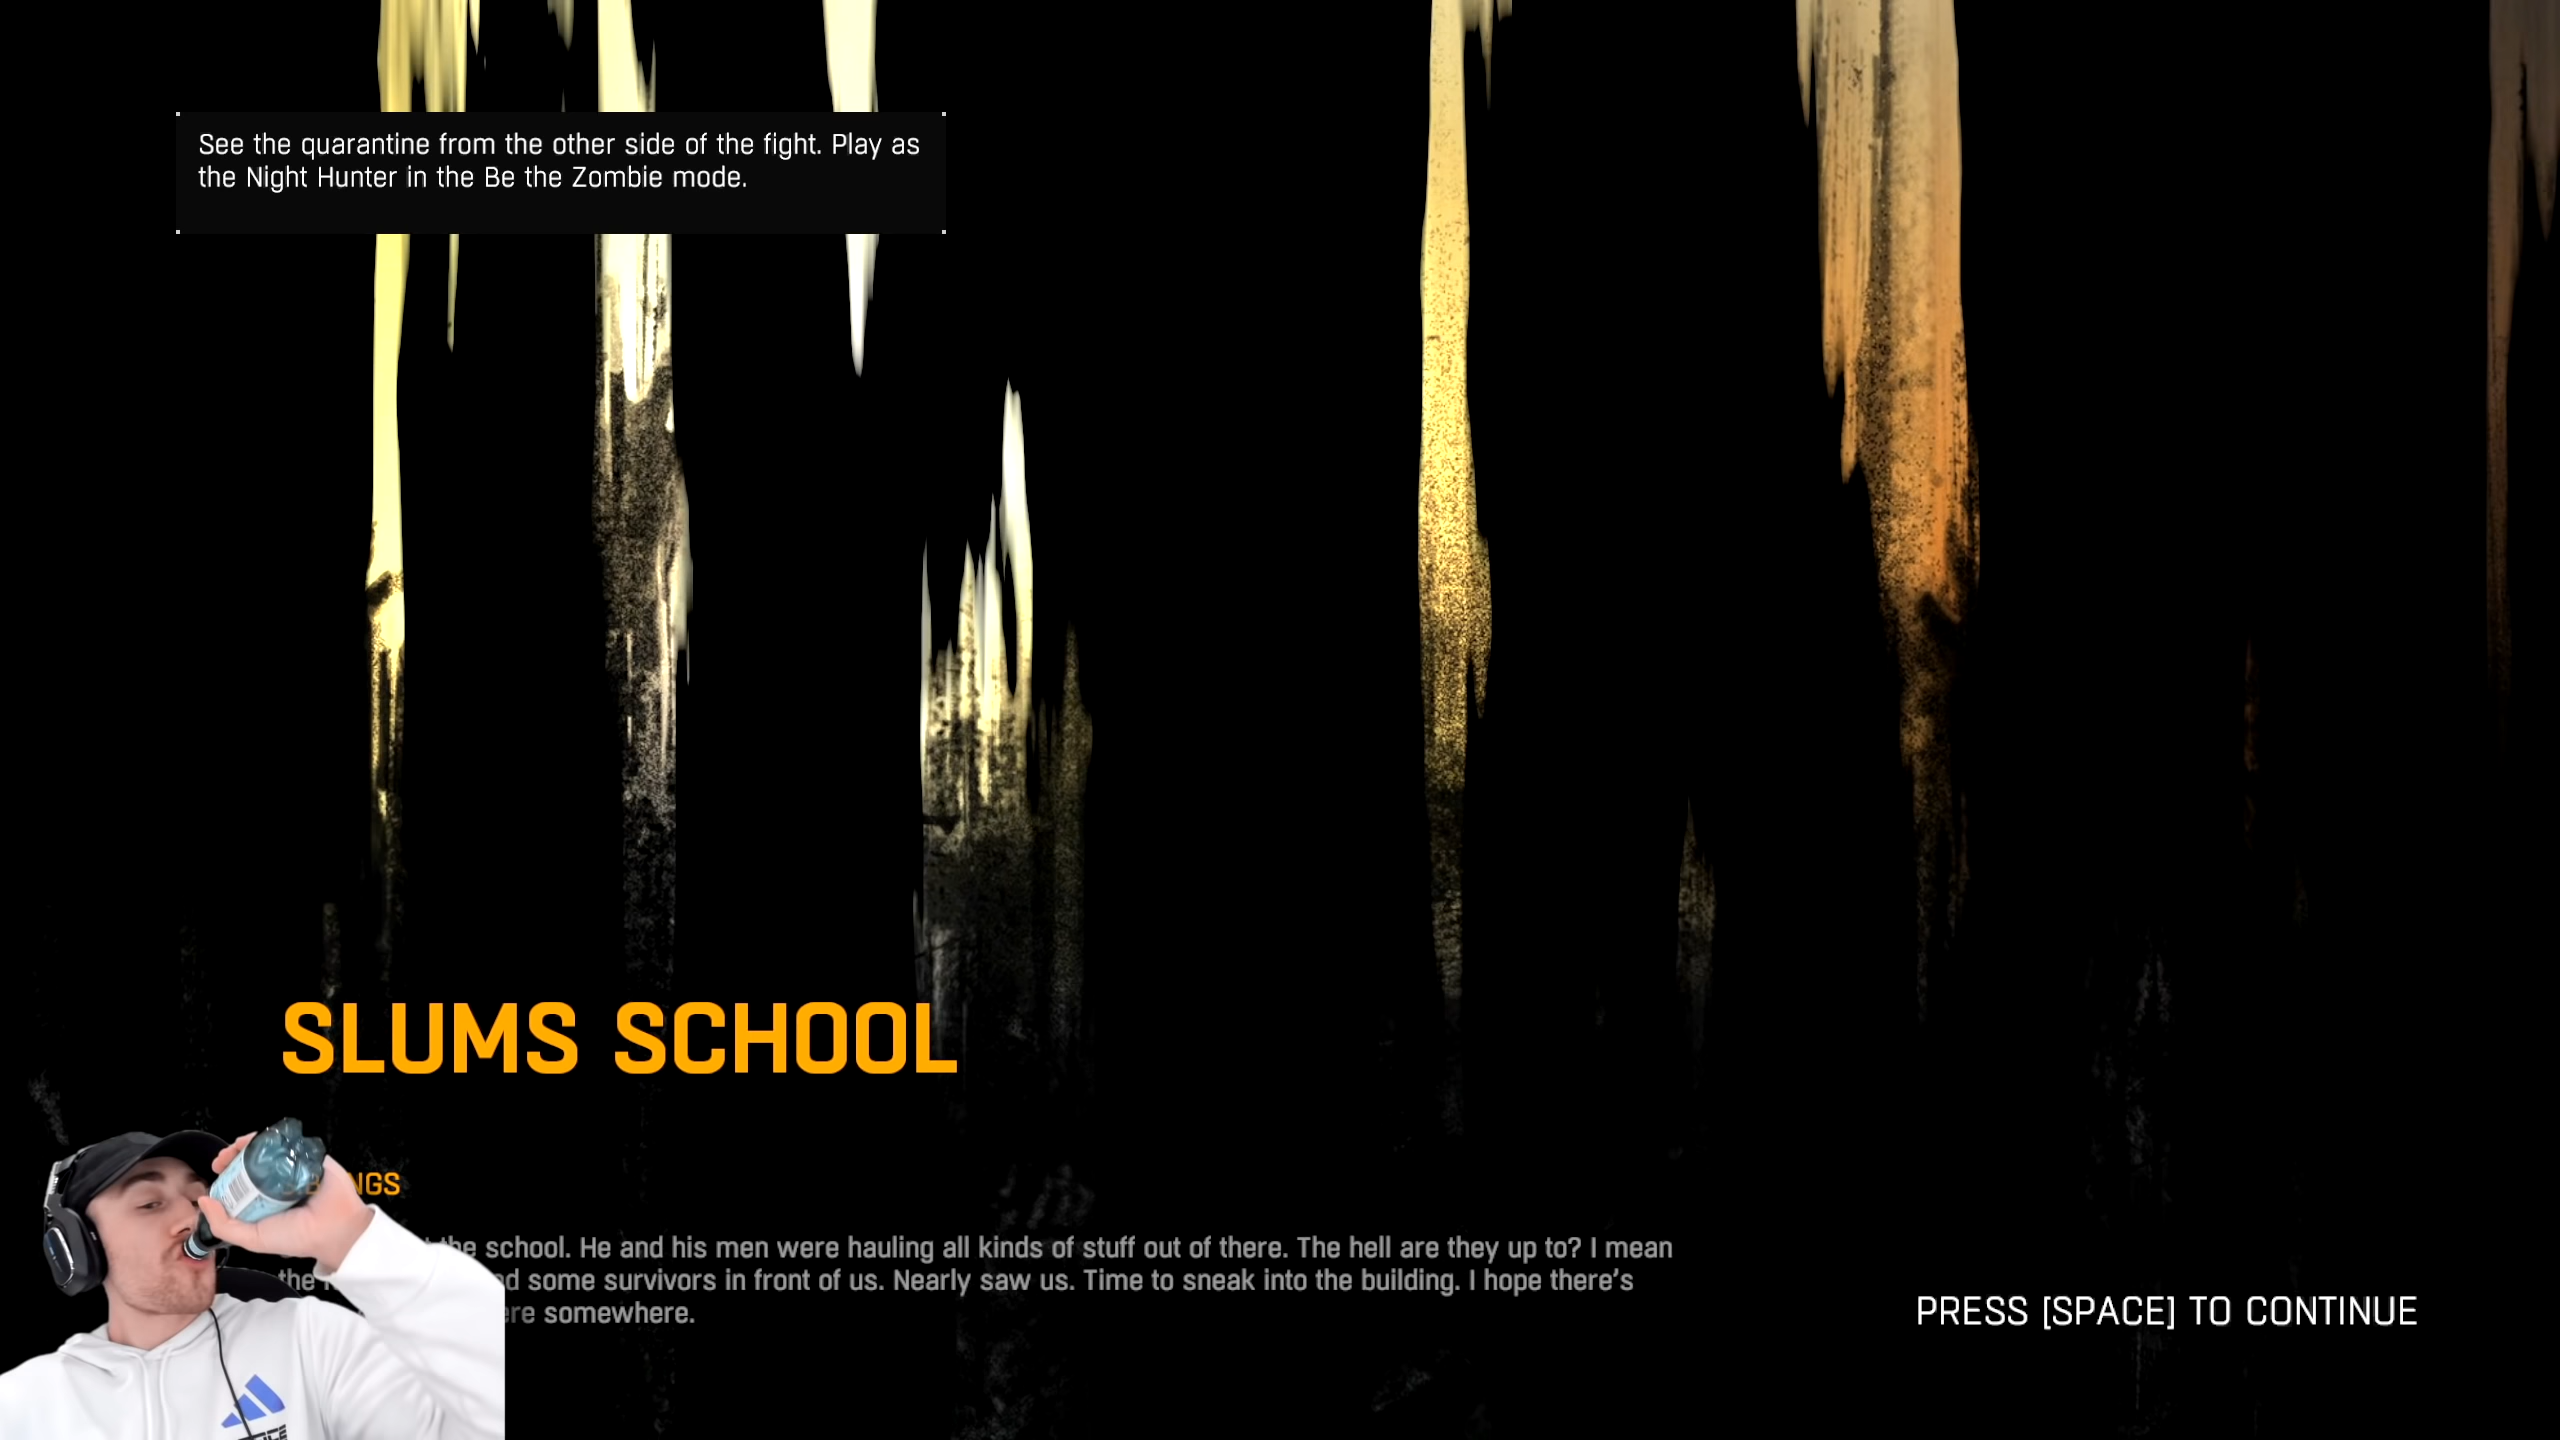 See the quarantine from the other side of the fight. Play as
the Night Hunter in the Be the Zombie mode.
SLUMS SCHOOL
the school. He and his men were hauling all kinds of stuff out of there. The hell are they up to? I mean
the some survivors in front of us. Nearly saw us. Time to sneak into the building. I hope there's
somewhere.
PRESS [SPACE] TO CONTINUE